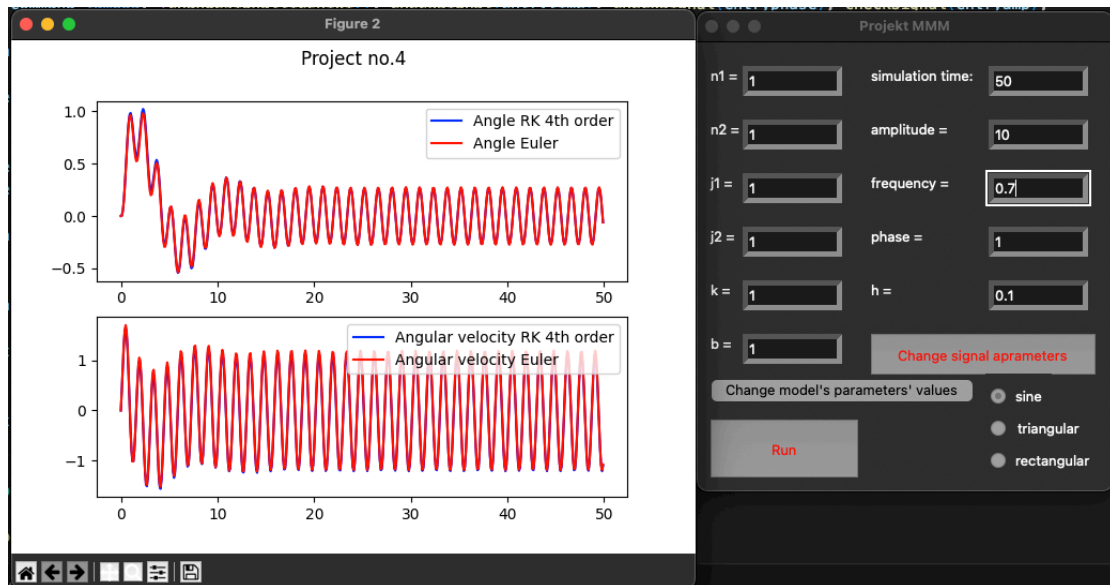 Figure 2
Project no.4
1.0
0.5
0.0
−0.5
Angle RK 4th order
Angle Euler
0 10 20 30 40 50
1
0
−1
Angular velocity RK 4th order
Angular velocity Euler
0 10 20 30 40 50
Projekt MMM
n1 = 1 simulation time: 50
n2 = 1 amplitude = 10
j1 = 1 frequency = 0.7
j2 = 1 phase = 1
k = 1 h = 0.1
b = 1 Change signal aprameters
Change model's parameters' values
sine
triangular
Run
rectangular